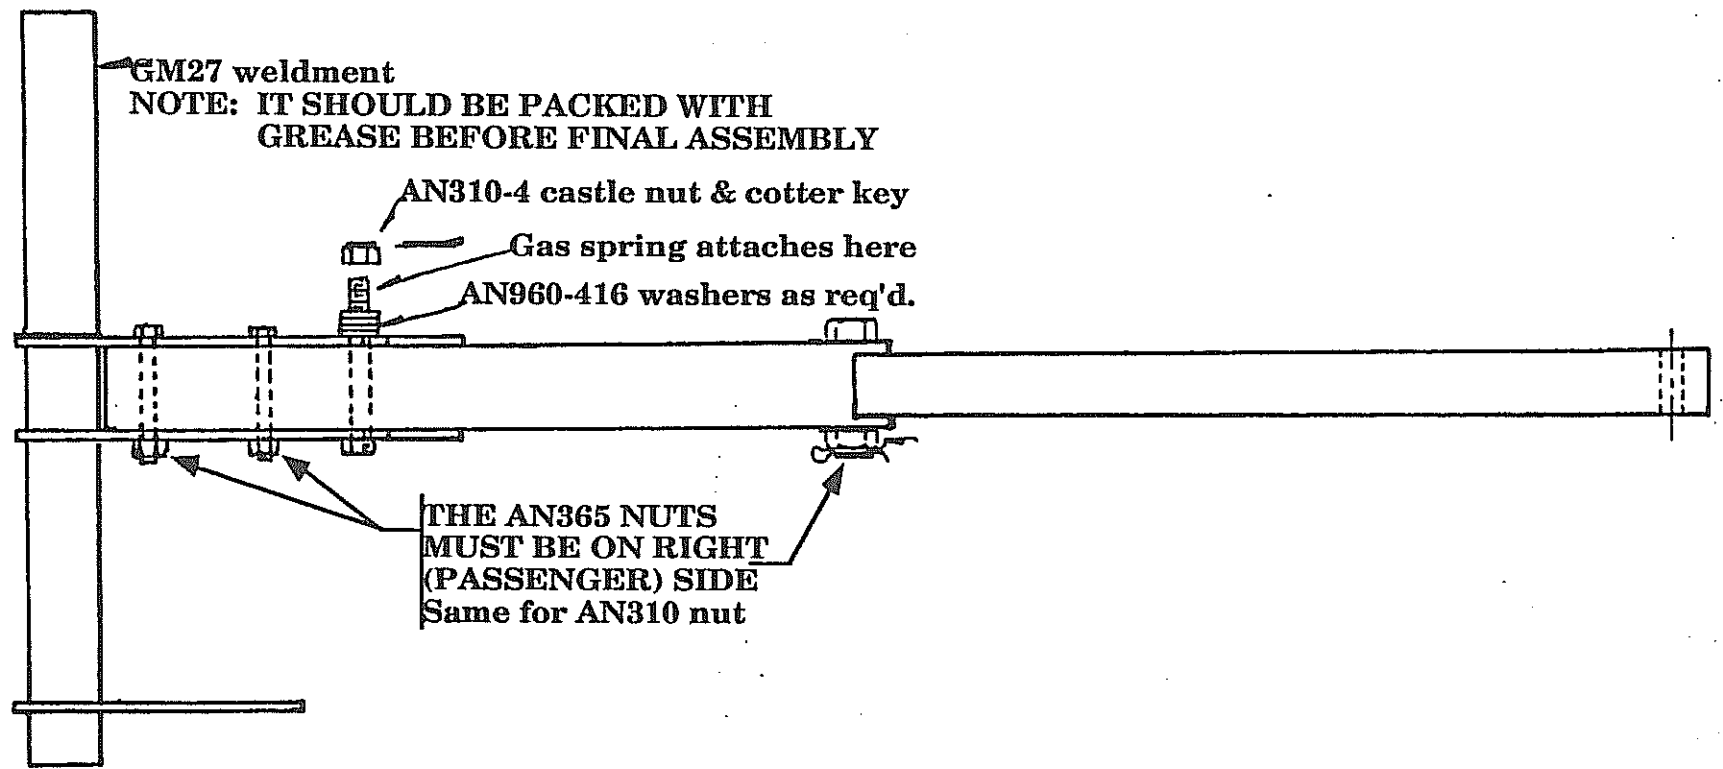 GM27 weldment
NOTE: IT SHOULD BE PACKED WITH
GREASE BEFORE FINAL ASSEMBLY
AN310-4 castle nut & cotter key
Gas spring attaches here
AN960-416 washers as req'd.
THE AN365 NUTS
MUST BE ON RIGHT
(PASSENGER) SIDE
Same for AN310 nut